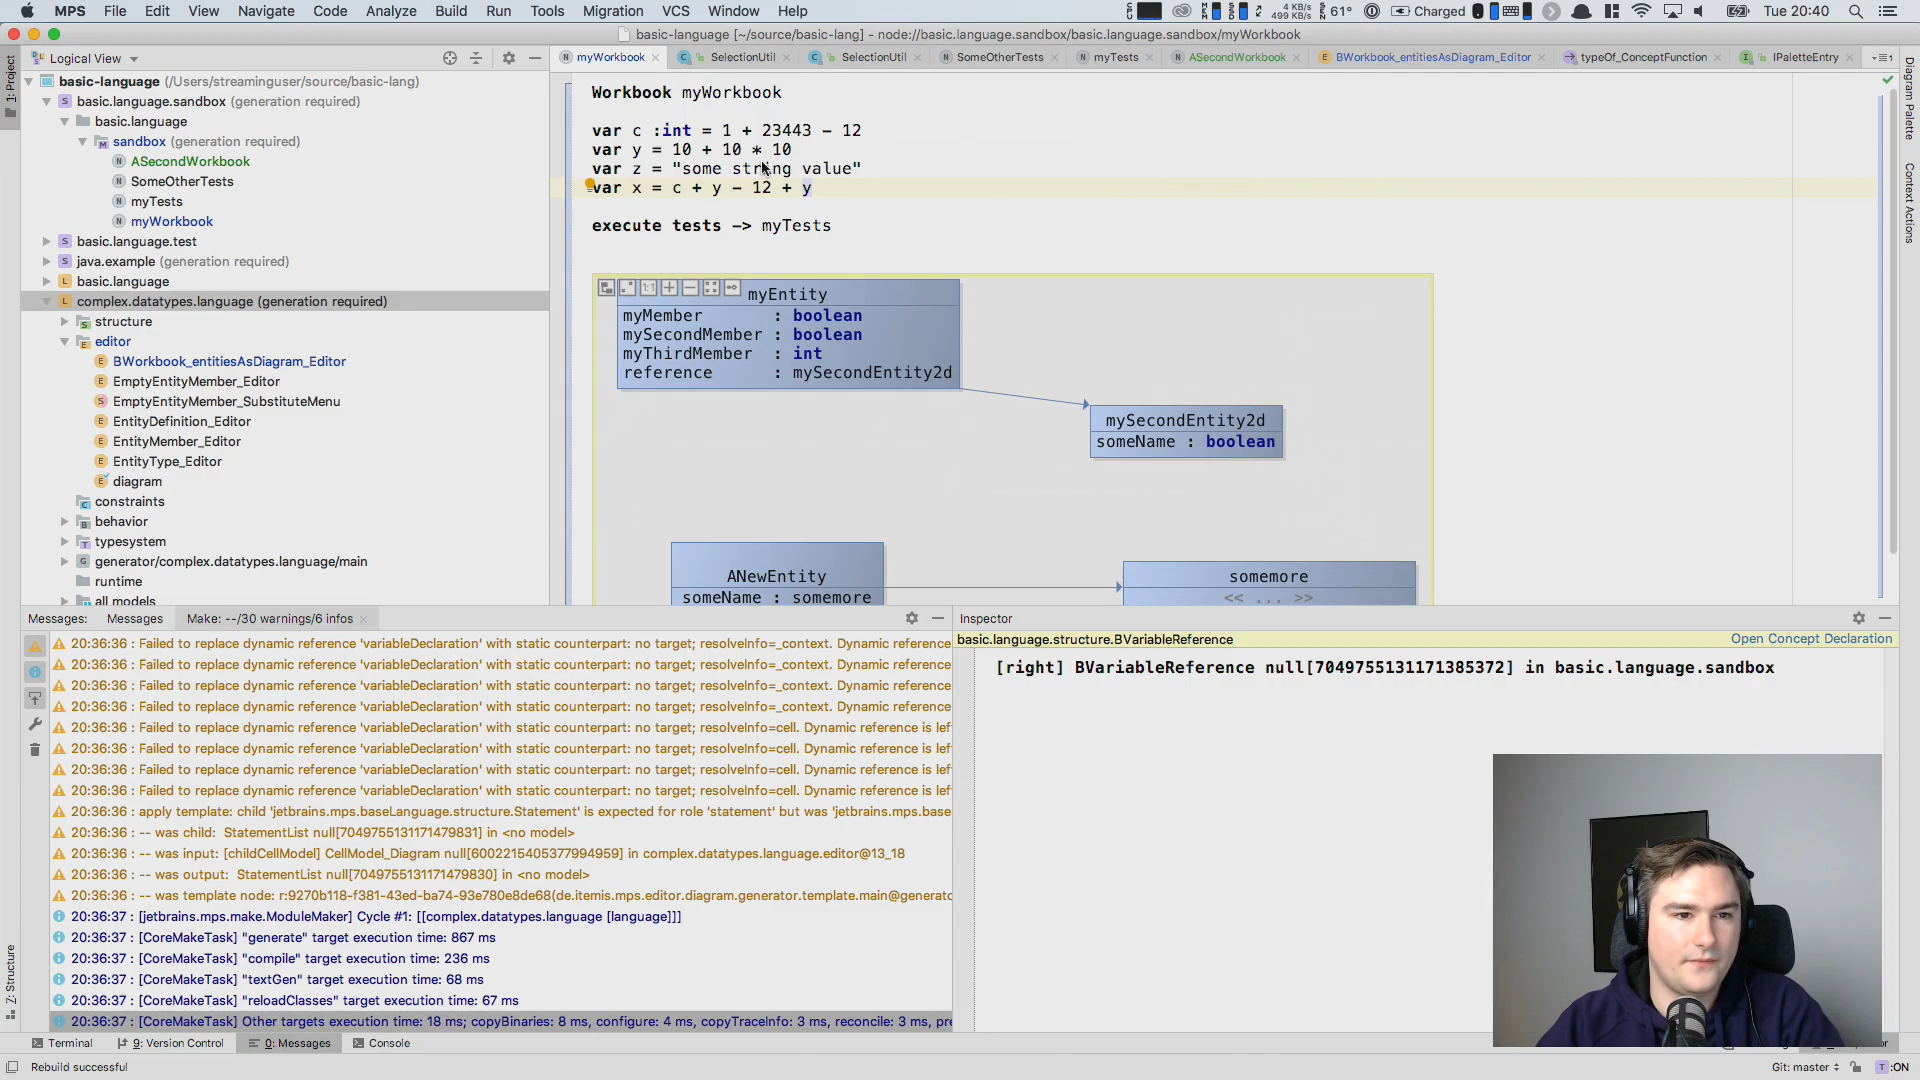 MPS File Edit View Navigate Code Analyze Build Run Tools Migration VCS Window Help
4 KB/s
499 KB/s
61° Charged Tue 20:40
basic-language [~/source/basic-lang] - node://basic.language.sandbox/basic.language.sandbox/myWorkbook
Logical View
myWorkbook SelectionUtil SelectionUtil SomeOtherTests myTests ASecondWorkbook BWorkbook_entitiesAsDiagram_Editor typeOf_ConceptFunction IPaletteEntry
1: Project
basic-language (/Users/streaminguser/source/basic-lang)
basic.language.sandbox (generation required)
basic.language
sandbox (generation required)
ASecondWorkbook
SomeOtherTests
myTests
myWorkbook
basic.language.test
java.example (generation required)
basic.language
complex.datatypes.language (generation required)
structure
editor
BWorkbook_entitiesAsDiagram_Editor
EmptyEntityMember_Editor
EmptyEntityMember_SubstituteMenu
EntityDefinition_Editor
EntityMember_Editor
EntityType_Editor
diagram
constraints
behavior
typesystem
generator/complex.datatypes.language/main
runtime
all models
Workbook myWorkbook
var c :int = 1 + 23443 - 12
var y = 10 + 10 * 10
var z = "some string value"
var x = c + y - 12 + y
execute tests -> myTests
1:1
myEntity
myMember : boolean
mySecondMember : boolean
myThirdMember : int
reference : mySecondEntity2d
mySecondEntity2d
someName : boolean
ANewEntity
someName : somemore
somemore
<< ... >>
Diagram Palette
Context Actions
Messages: Messages Make: --/30 warnings/6 infos
20:36:36 : Failed to replace dynamic reference 'variableDeclaration' with static counterpart: no target; resolveInfo=_context. Dynamic reference
20:36:36 : Failed to replace dynamic reference 'variableDeclaration' with static counterpart: no target; resolveInfo=_context. Dynamic reference
20:36:36 : Failed to replace dynamic reference 'variableDeclaration' with static counterpart: no target; resolveInfo=_context. Dynamic reference
20:36:36 : Failed to replace dynamic reference 'variableDeclaration' with static counterpart: no target; resolveInfo=_context. Dynamic reference
20:36:36 : Failed to replace dynamic reference 'variableDeclaration' with static counterpart: no target; resolveInfo=cell. Dynamic reference is lef
20:36:36 : Failed to replace dynamic reference 'variableDeclaration' with static counterpart: no target; resolveInfo=cell. Dynamic reference is lef
20:36:36 : Failed to replace dynamic reference 'variableDeclaration' with static counterpart: no target; resolveInfo=cell. Dynamic reference is lef
20:36:36 : Failed to replace dynamic reference 'variableDeclaration' with static counterpart: no target; resolveInfo=cell. Dynamic reference is lef
20:36:36 : apply template: child 'jetbrains.mps.baseLanguage.structure.Statement' is expected for role 'statement' but was 'jetbrains.mps.base
20:36:36 : -- was child: StatementList null[7049755131171479831] in <no model>
20:36:36 : -- was input: [childCellModel] CellModel_Diagram null[6002215405377994959] in complex.datatypes.language.editor@13_18
20:36:36 : -- was output: StatementList null[7049755131171479830] in <no model>
20:36:36 : -- was template node: r:9270b118-f381-43ed-ba74-93e780e8de68(de.itemis.mps.editor.diagram.generator.template.main@generato
20:36:37 : [jetbrains.mps.make.ModuleMaker] Cycle #1: [[complex.datatypes.language [language]]]
20:36:37 : [CoreMakeTask] "generate" target execution time: 867 ms
20:36:37 : [CoreMakeTask] "compile" target execution time: 236 ms
20:36:37 : [CoreMakeTask] "textGen" target execution time: 68 ms
20:36:37 : [CoreMakeTask] "reloadClasses" target execution time: 67 ms
20:36:37 : [CoreMakeTask] Other targets execution time: 18 ms; copyBinaries: 8 ms, configure: 4 ms, copyTraceInfo: 3 ms, reconcile: 3 ms, pre
Inspector
basic.language.structure.BVariableReference Open Concept Declaration
[right] BVariableReference null[7049755131171385372] in basic.language.sandbox
Z: Structure
Terminal 9: Version Control 0: Messages Console
Rebuild successful Git: master T :ON